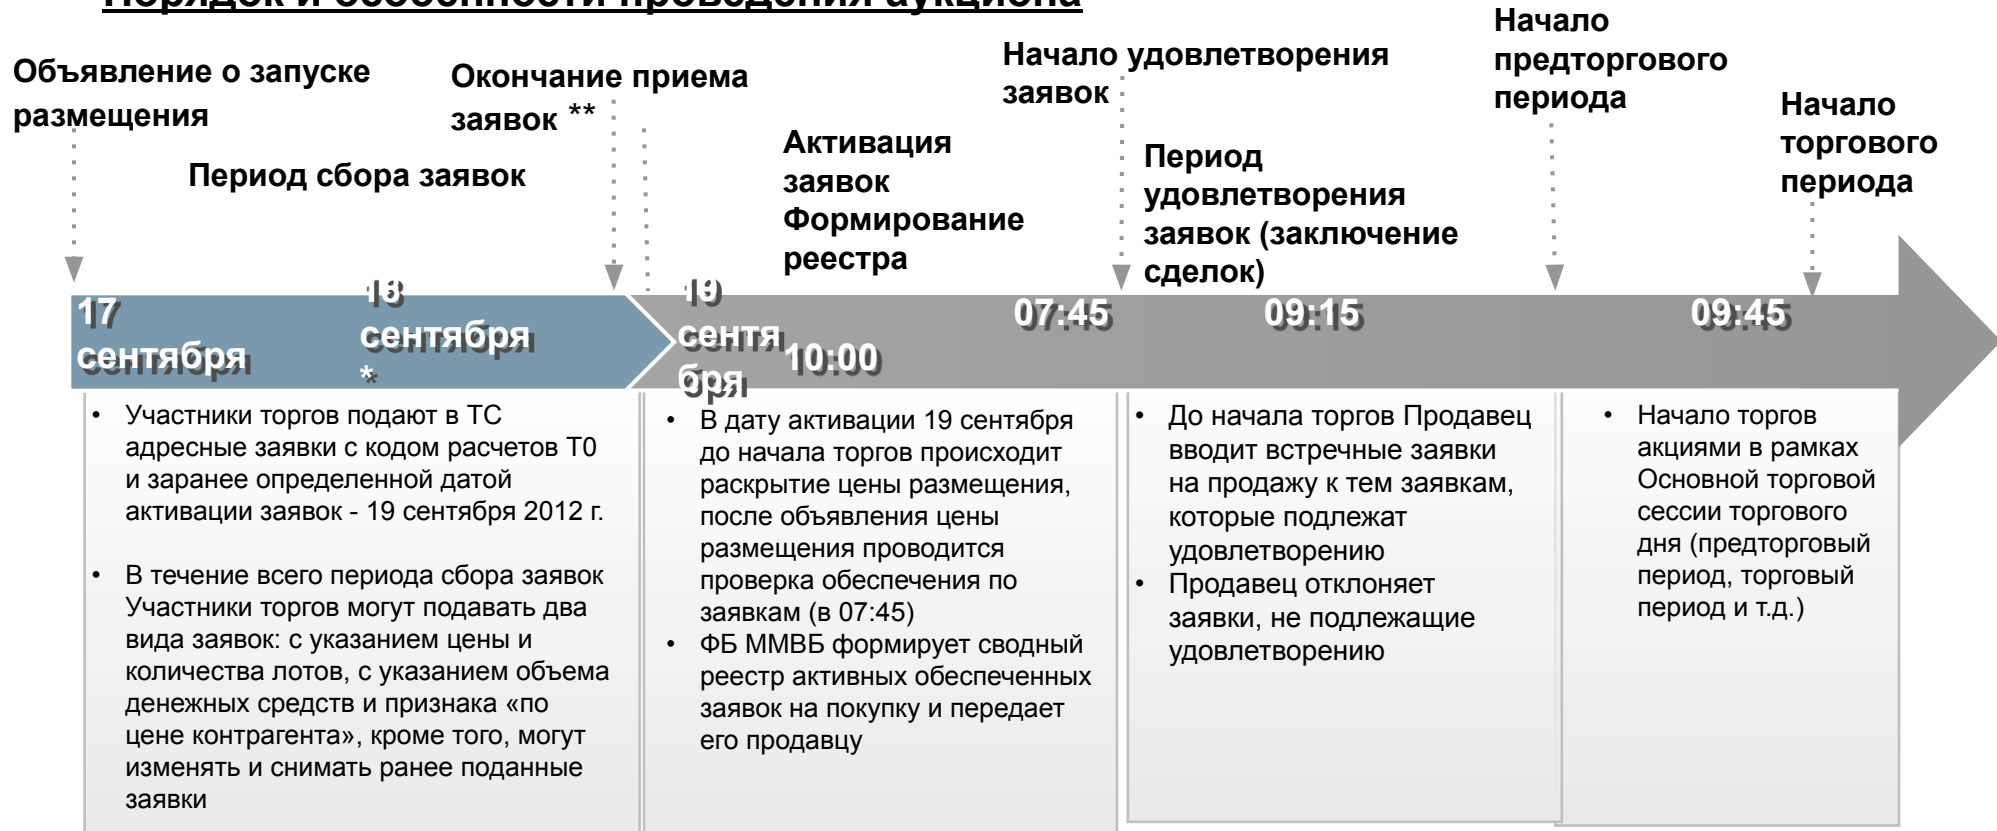 Порядок и особенности проведения аукциона
Объявление о запуске
размещения
Период сбора заявок
Окончание приема
заявок **
Активация
заявок
Формирование
реестра
Начало удовлетворения
заявок
Период
удовлетворения
заявок (заключение
сделок)
Начало
предторгового
периода
Начало
торгового
периода
17
сентября
18
сентября
*
19
сентя
бря
10:00
07:45
09:15
09:45
• Участники торгов подают в ТС
адресные заявки с кодом расчетов Т0
и заранее определенной датой
активации заявок - 19 сентября 2012 г.
• В течение всего периода сбора заявок
Участники торгов могут подавать два
вида заявок: с указанием цены и
количества лотов, с указанием объема
денежных средств и признака «по
цене контрагента», кроме того, могут
изменять и снимать ранее поданные
заявки
• В дату активации 19 сентября
до начала торгов происходит
раскрытие цены размещения,
после объявления цены
размещения проводится
проверка обеспечения по
заявкам (в 07:45)
• ФБ ММВБ формирует сводный
реестр активных обеспеченных
заявок на покупку и передает
его продавцу
• До начала торгов Продавец
вводит встречные заявки
на продажу к тем заявкам,
которые подлежат
удовлетворению
• Продавец отклоняет
заявки, не подлежащие
удовлетворению
• Начало торгов
акциями в рамках
Основной торговой
сессии торгового
дня (предторговый
период, торговый
период и т.д.)